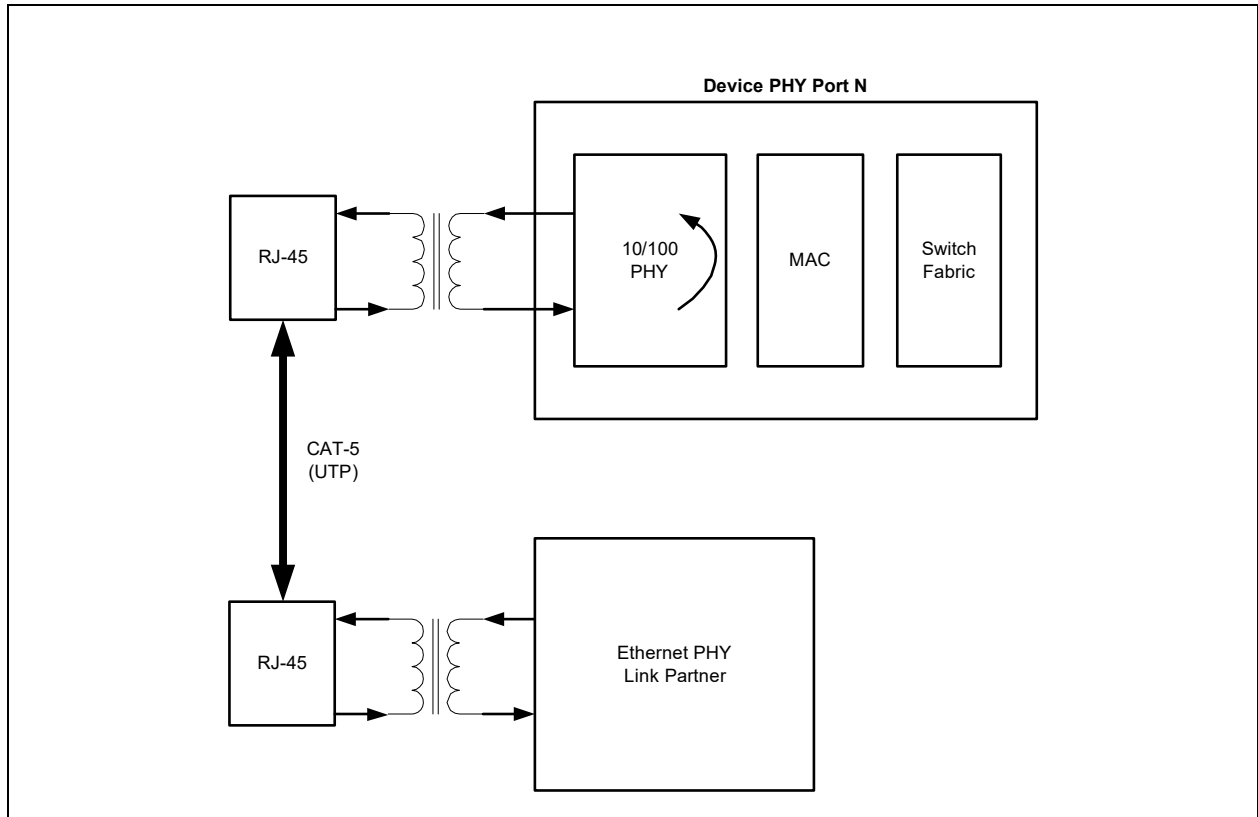 Device PHY Port N
RJ-45
10/100
PHY
MAC
Switch
Fabric
CAT-5
(UTP)
RJ-45
Ethernet PHY
Link Partner